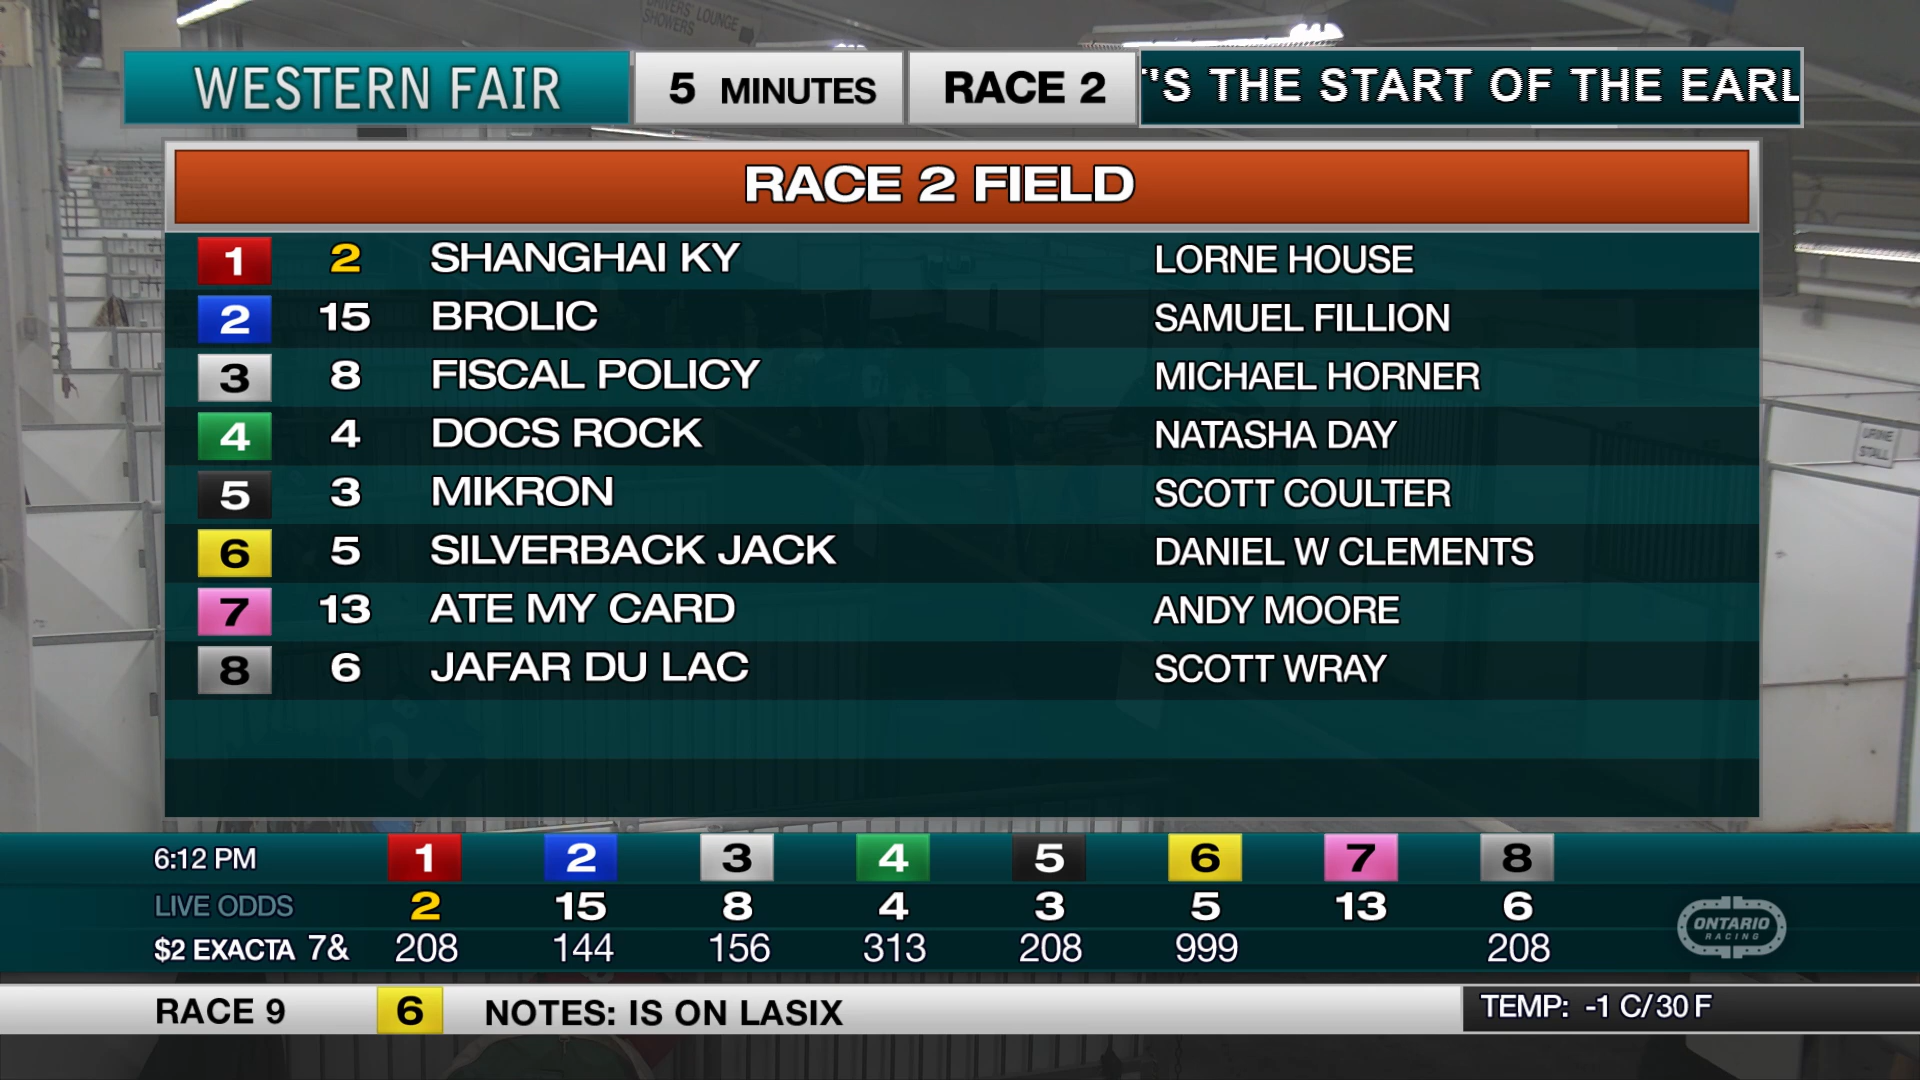 DRIVERS' LOUNGE
SHOWERS
WESTERN FAIR 5 MINUTES RACE 2 'S THE START OF THE EARL
RACE 2 FIELD
1 2 SHANGHAI KY LORNE HOUSE
2 15 BROLIC SAMUEL FILLION
3 8 FISCAL POLICY MICHAEL HORNER
4 4 DOCS ROCK NATASHA DAY
5 3 MIKRON SCOTT COULTER
6 5 SILVERBACK JACK DANIEL W CLEMENTS
7 13 ATE MY CARD ANDY MOORE
8 6 JAFAR DU LAC SCOTT WRAY
URINE
STALL
6:12 PM 1 2 3 4 5 6 7 8
LIVE ODDS 2 15 8 4 3 5 13 6
$2 EXACTA 7& 208 144 156 313 208 999 208
ONTARIO
RACING
RACE 9 6 NOTES: IS ON LASIX TEMP: -1 C/30 F